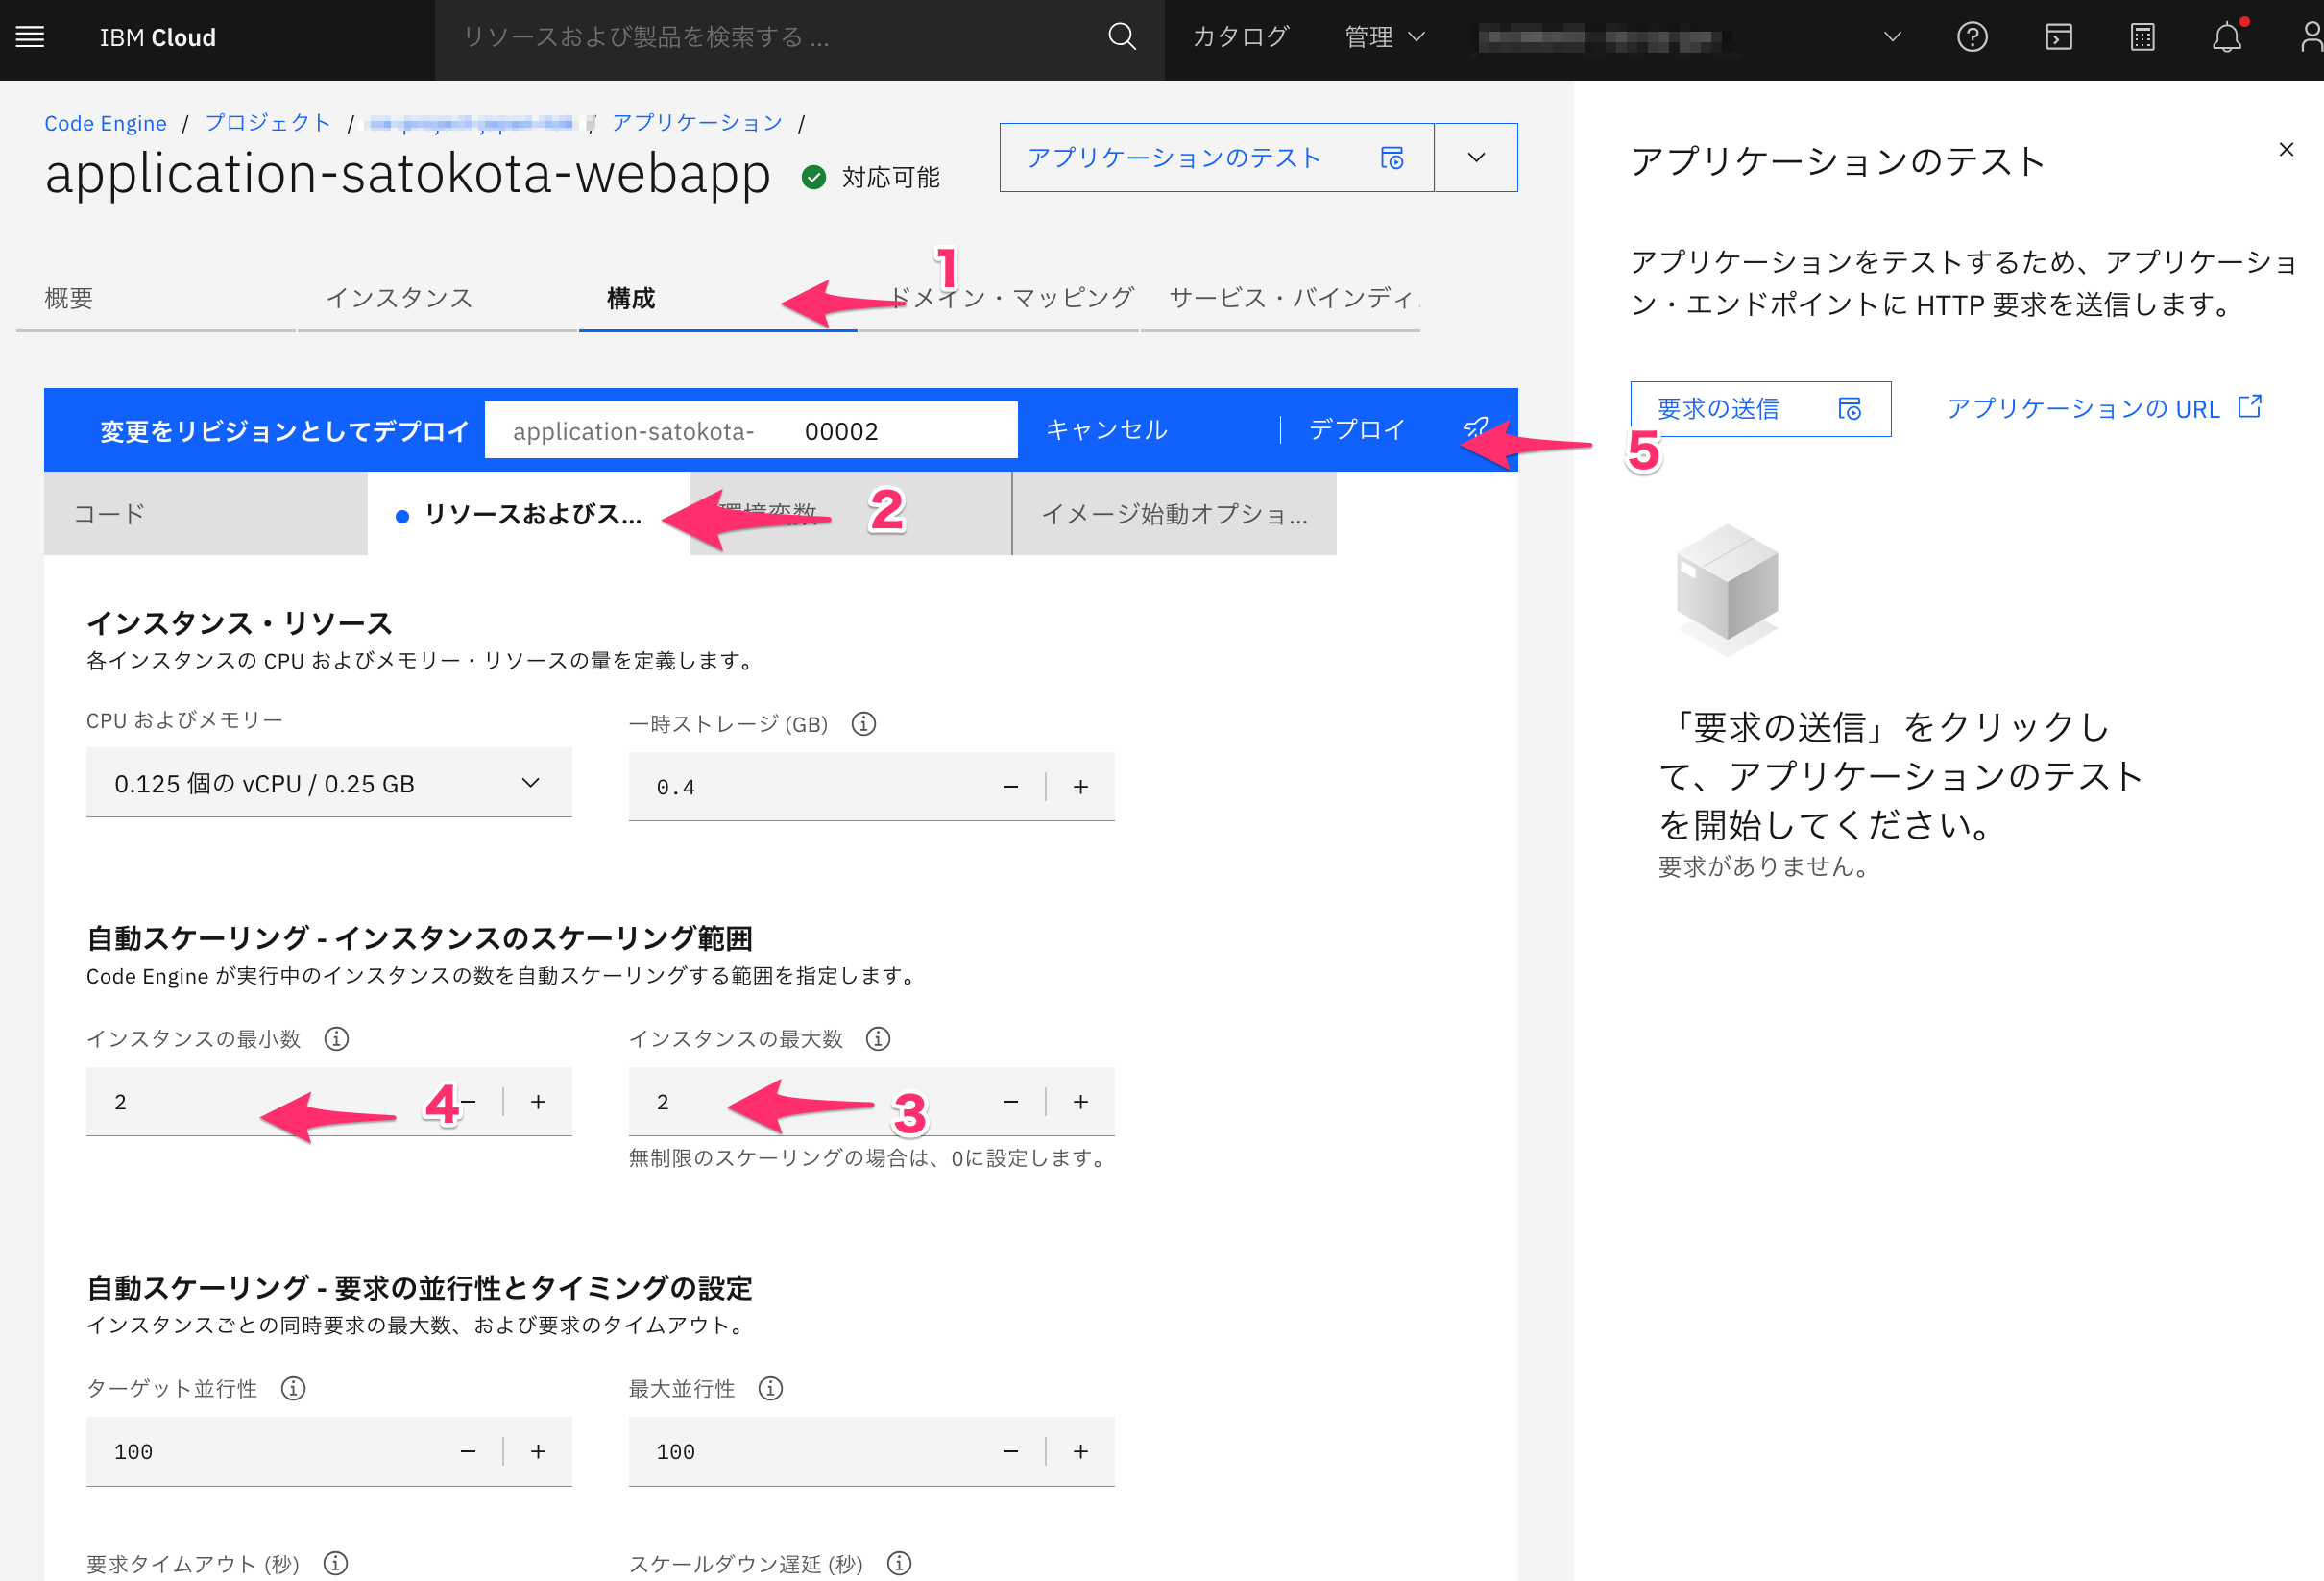 IBM Cloud
リソースおよび製品を検索する ...
カタログ
管理
Code Engine / プロジェクト / / アプリケーション /
application-satokota-webapp
対応可能
アプリケーションのテスト
1
概要
インスタンス
構成
ドメイン・マッピング
サービス・バインディ
変更をリビジョンとしてデプロイ
application-satokota-
00002
キャンセル
デプロイ
5
コード
リソースおよびス...
環境変数
2
イメージ始動オプショ...
インスタンス・リソース
各インスタンスの CPU およびメモリー・リソースの量を定義します。
CPU およびメモリー
一時ストレージ (GB)
0.125 個の vCPU / 0.25 GB
0.4
自動スケーリング - インスタンスのスケーリング範囲
Code Engine が実行中のインスタンスの数を自動スケーリングする範囲を指定します。
インスタンスの最小数
インスタンスの最大数
2
4
2
3
無制限のスケーリングの場合は、0に設定します。
自動スケーリング - 要求の並行性とタイミングの設定
インスタンスごとの同時要求の最大数、および要求のタイムアウト。
ターゲット並行性
最大並行性
100
100
要求タイムアウト (秒)
スケールダウン遅延 (秒)
アプリケーションのテスト
アプリケーションをテストするため、アプリケーショ
ン・エンドポイントに HTTP 要求を送信します。
要求の送信
アプリケーションの URL
「要求の送信」をクリックし
て、アプリケーションのテスト
を開始してください。
要求がありません。